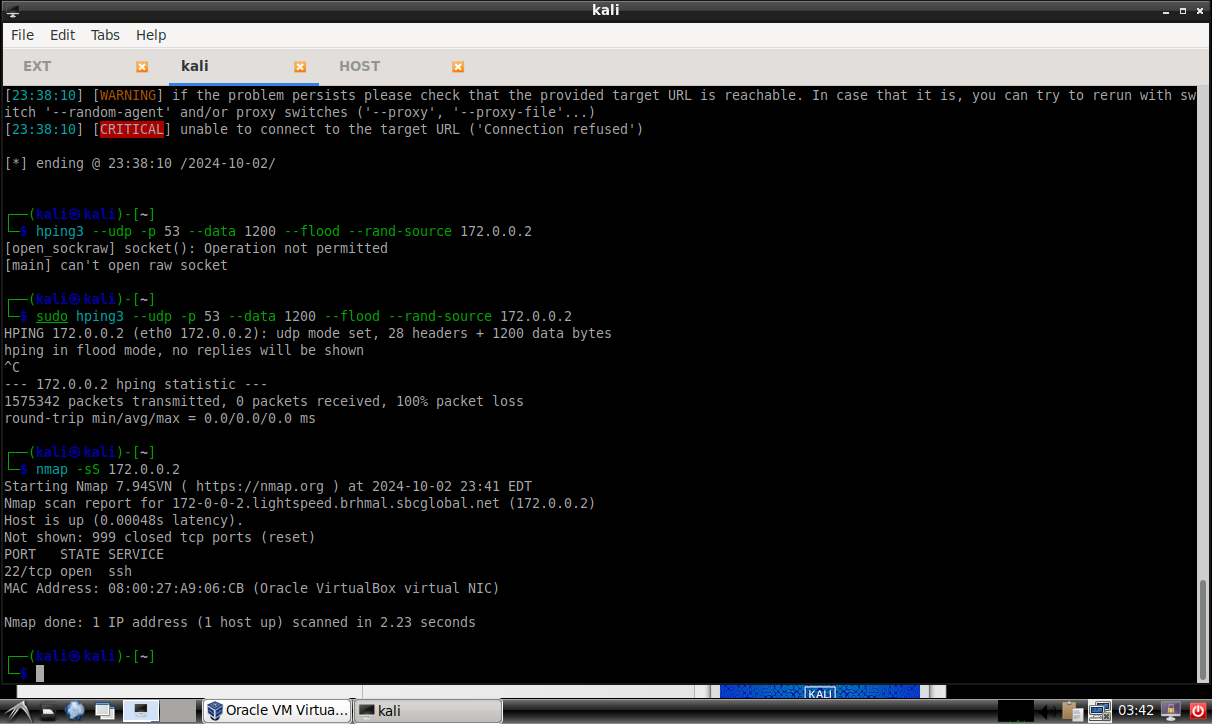 kali
File Edit Tabs Help
EXT kali HOST
[23:38:10] [WARNING] if the problem persists please check that the provided target URL is reachable. In case that it is, you can try to rerun with sw
itch '--random-agent' and/or proxy switches ('--proxy', '--proxy-file'...)
[23:38:10] [CRITICAL] unable to connect to the target URL ('Connection refused')
[*] ending @ 23:38:10 /2024-10-02/
┌──(kali㉿kali)-[~]
└─$ hping3 --udp -p 53 --data 1200 --flood --rand-source 172.0.0.2
[open_sockraw] socket(): Operation not permitted
[main] can't open raw socket
┌──(kali㉿kali)-[~]
└─$ sudo hping3 --udp -p 53 --data 1200 --flood --rand-source 172.0.0.2
HPING 172.0.0.2 (eth0 172.0.0.2): udp mode set, 28 headers + 1200 data bytes
hping in flood mode, no replies will be shown
^C
--- 172.0.0.2 hping statistic ---
1575342 packets transmitted, 0 packets received, 100% packet loss
round-trip min/avg/max = 0.0/0.0/0.0 ms
┌──(kali㉿kali)-[~]
└─$ nmap -sS 172.0.0.2
Starting Nmap 7.94SVN ( https://nmap.org ) at 2024-10-02 23:41 EDT
Nmap scan report for 172-0-0-2.lightspeed.brhmal.sbcglobal.net (172.0.0.2)
Host is up (0.00048s latency).
Not shown: 999 closed tcp ports (reset)
PORT   STATE SERVICE
22/tcp open  ssh
MAC Address: 08:00:27:A9:06:CB (Oracle VirtualBox virtual NIC)
Nmap done: 1 IP address (1 host up) scanned in 2.23 seconds
┌──(kali㉿kali)-[~]
└─$
KALI
Oracle VM Virtua... kali 03:42